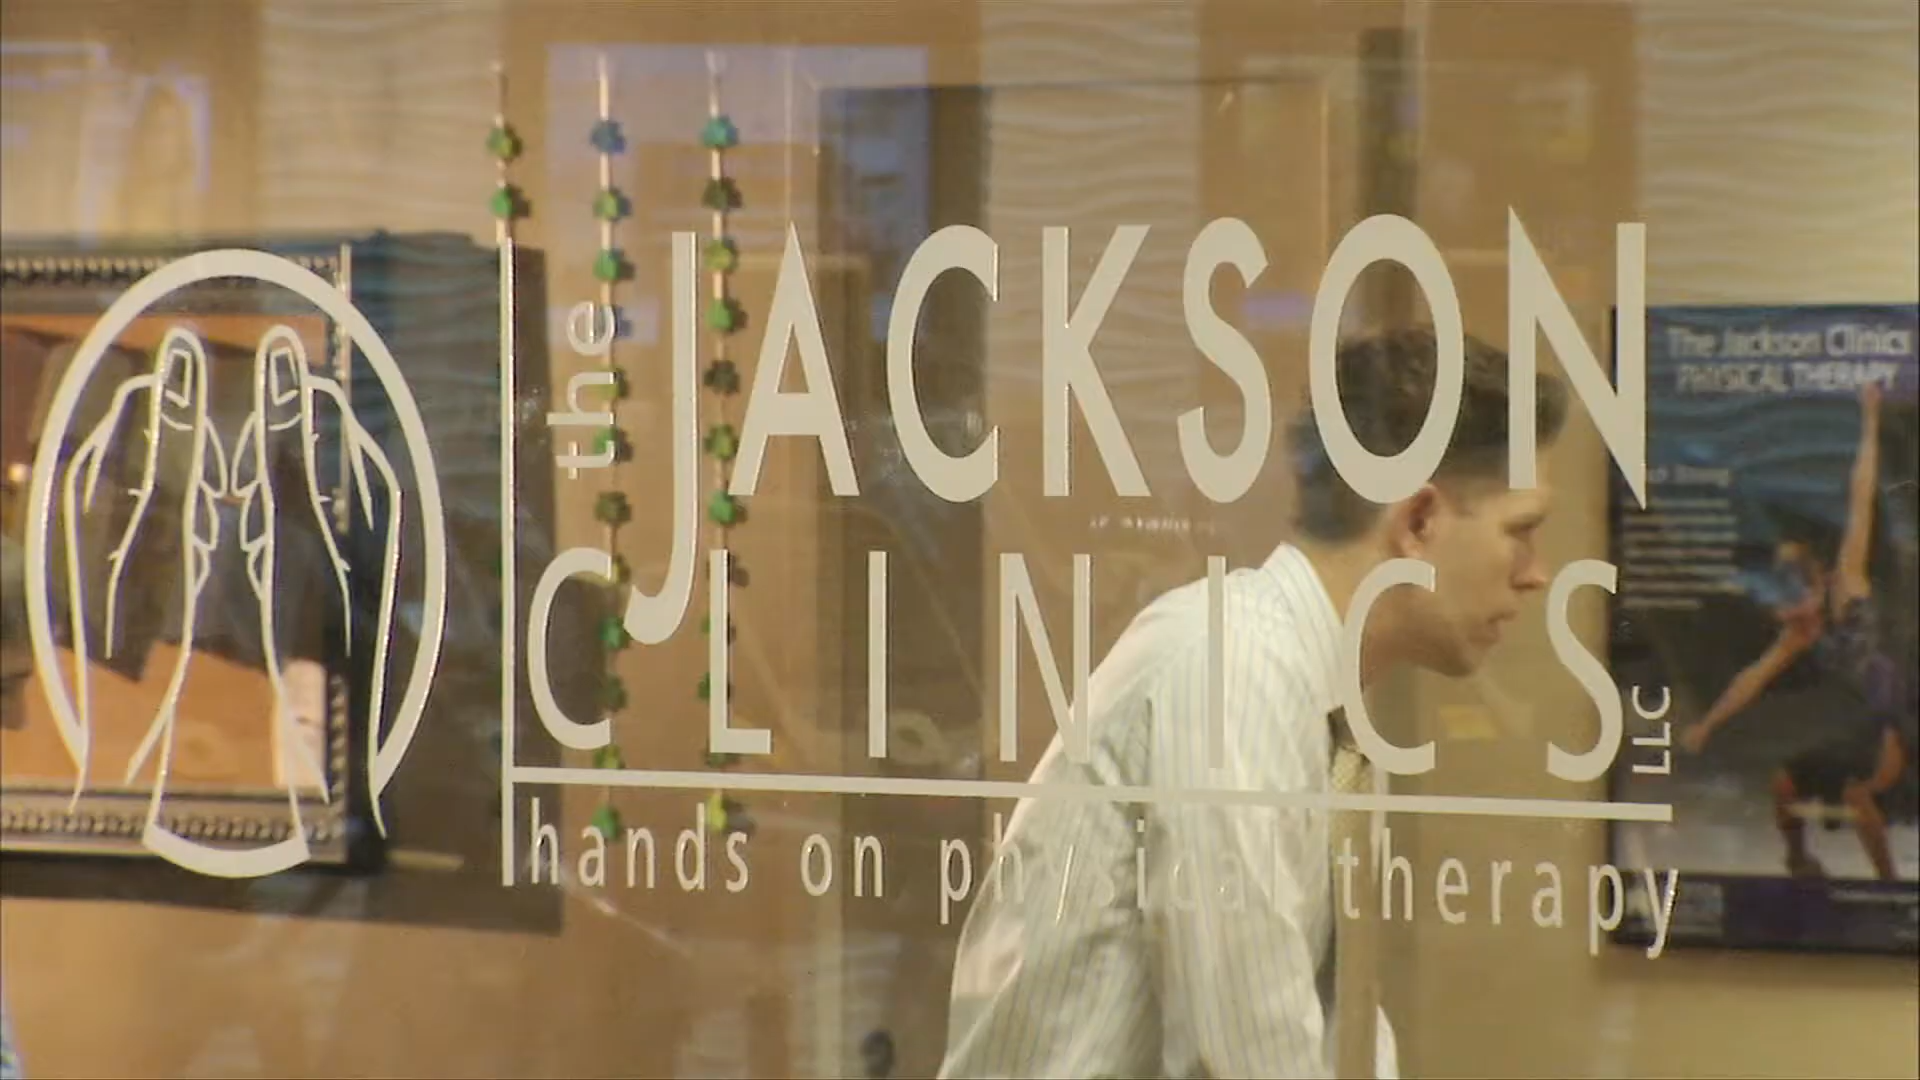 the JACKSON
CLINICS LLC
hands on physical therapy
The Jackson Clinics
PHYSICAL THERAPY